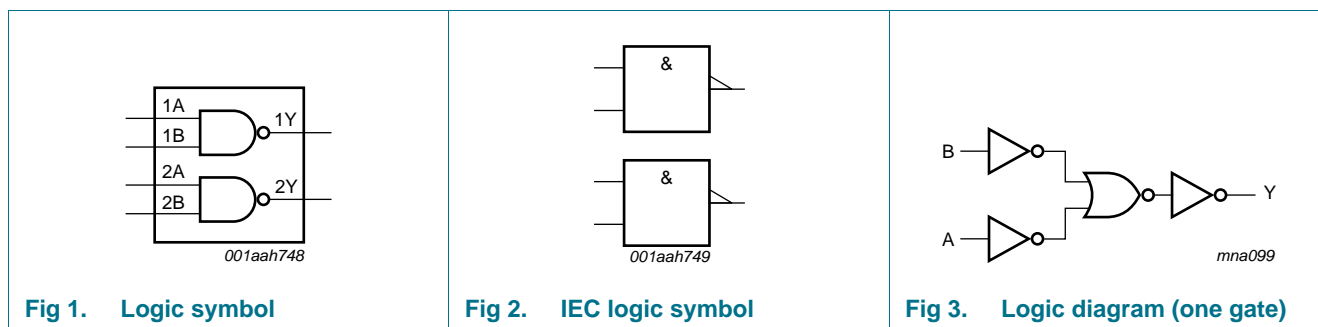 1A
1B
1Y
2A
2B
2Y
001aah748
Fig 1. Logic symbol
&
&
001aah749
Fig 2. IEC logic symbol
B
A
Y
mna099
Fig 3. Logic diagram (one gate)